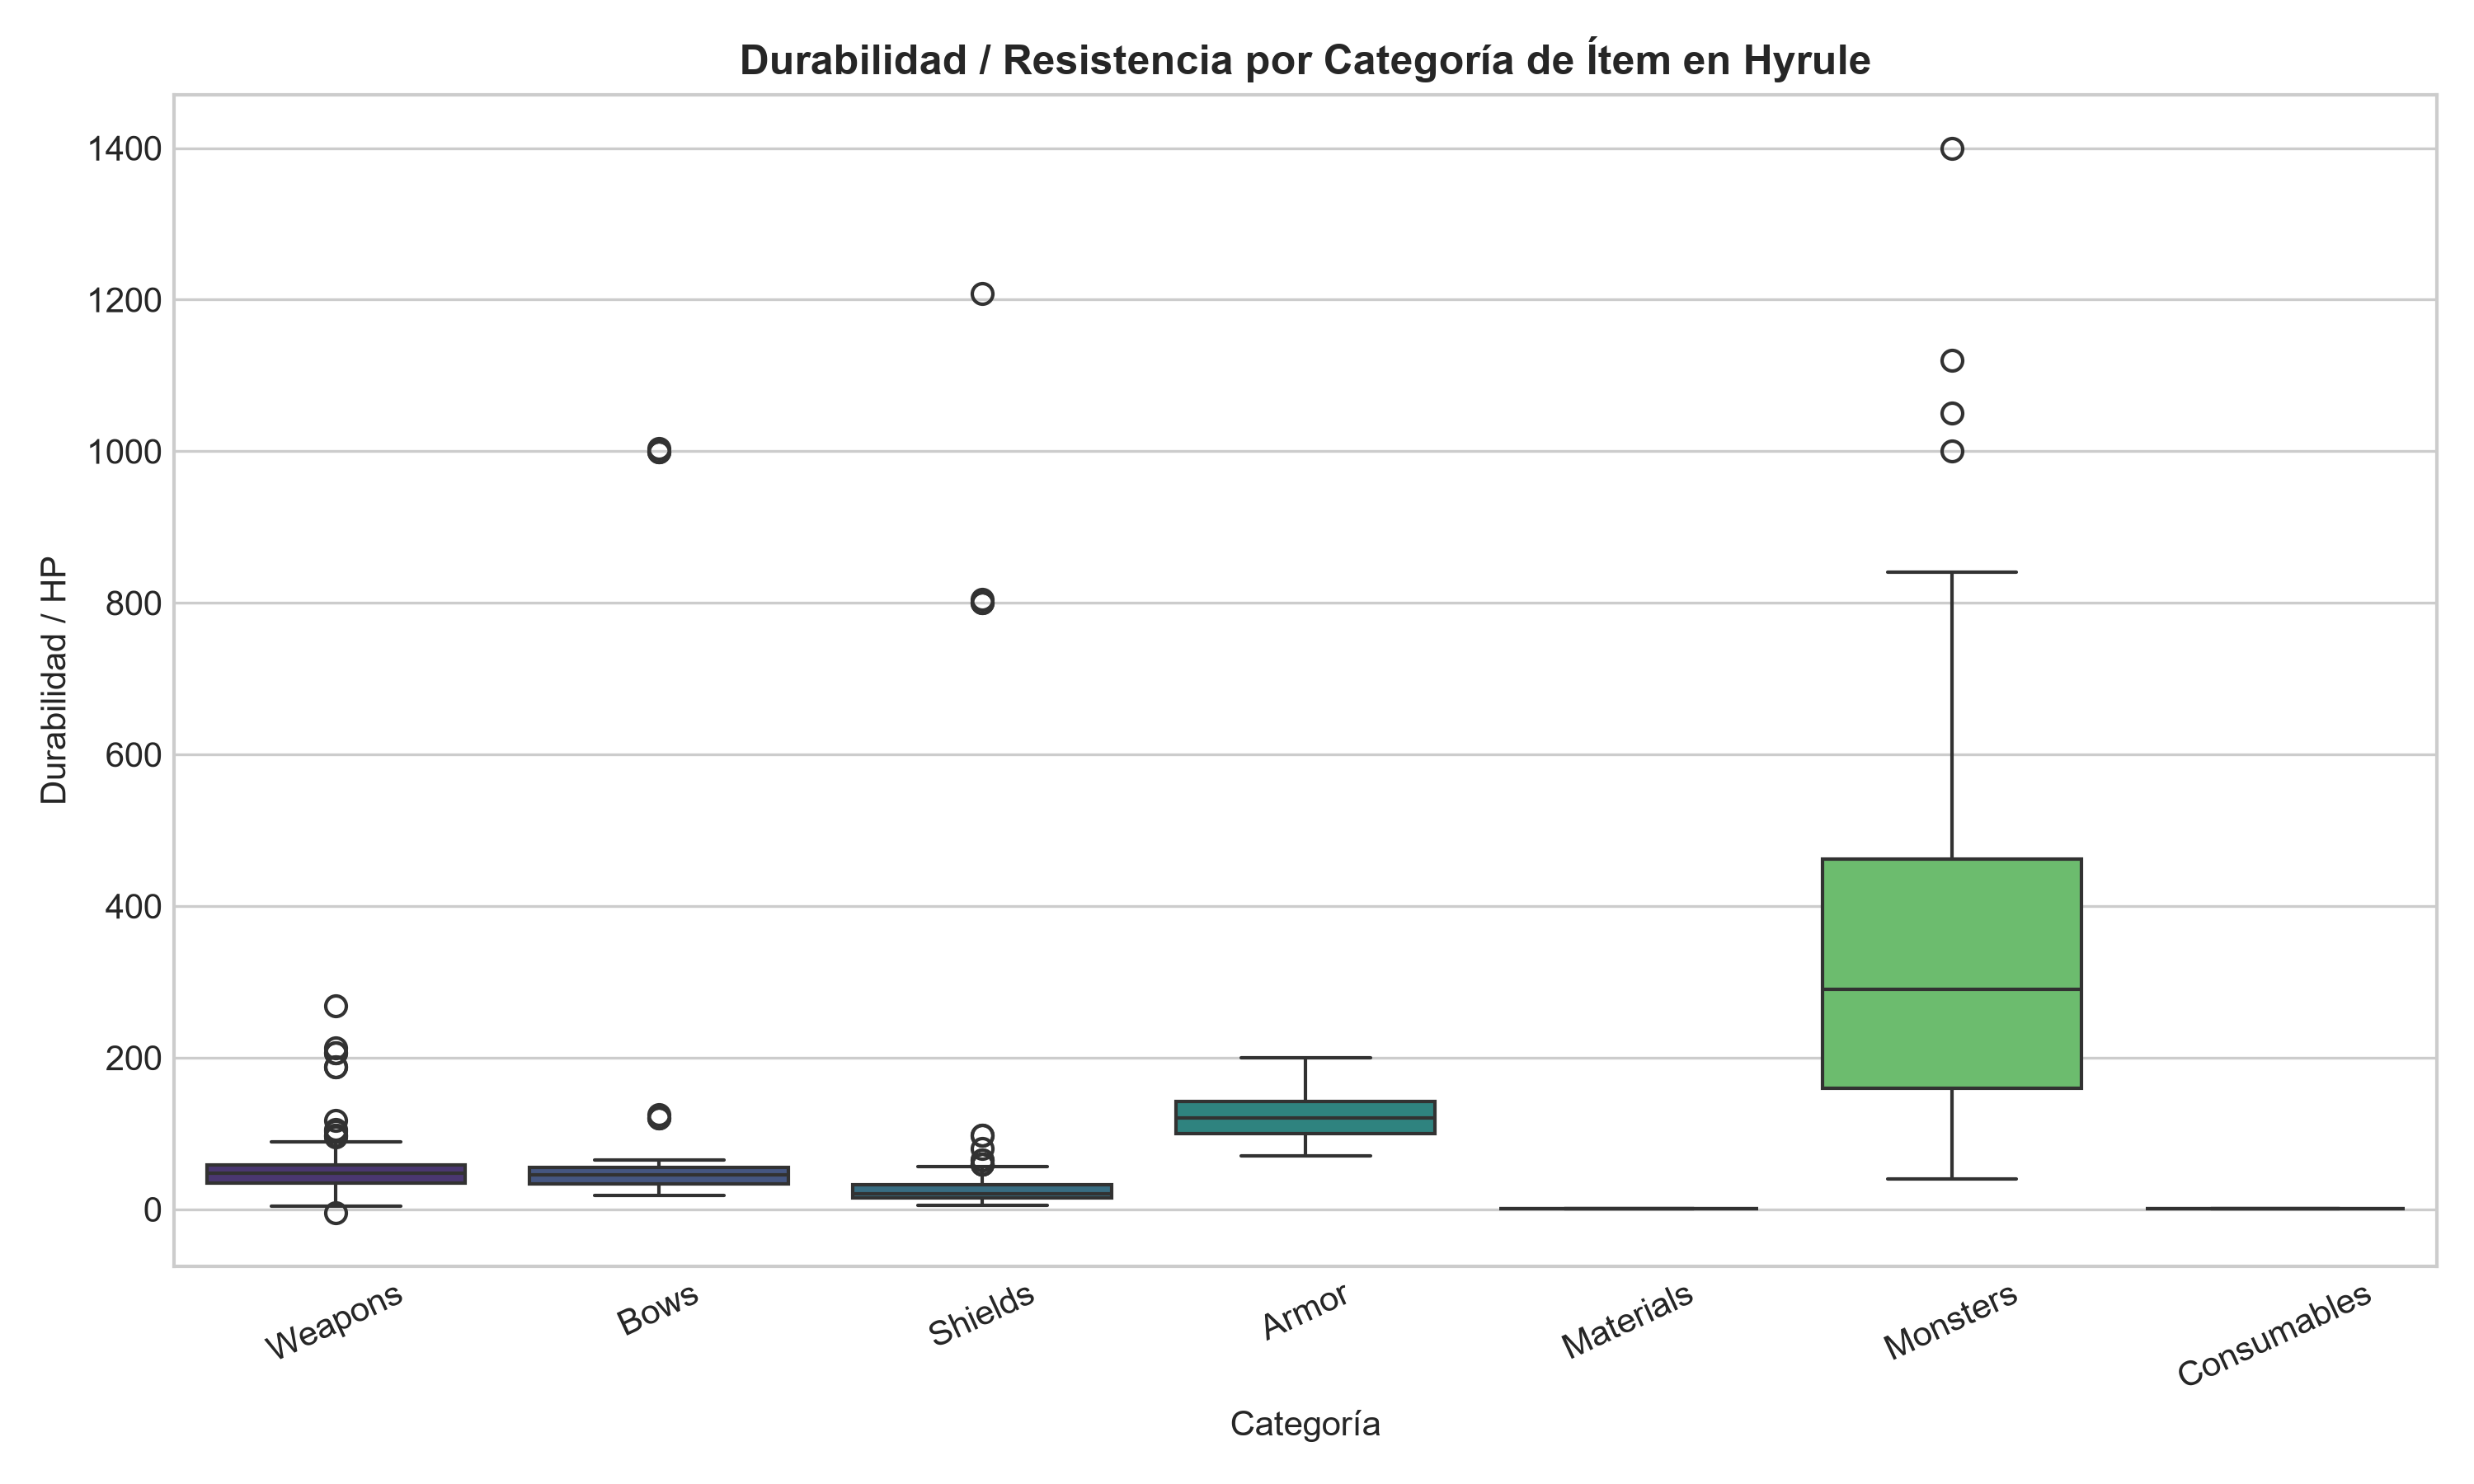 Durabilidad / Resistencia por Categoría de Ítem en Hyrule
Durabilidad / HP
1400
1200
1000
800
600
400
200
0
Weapons
Bows
Shields
Armor
Materials
Monsters
Consumables
Categoría